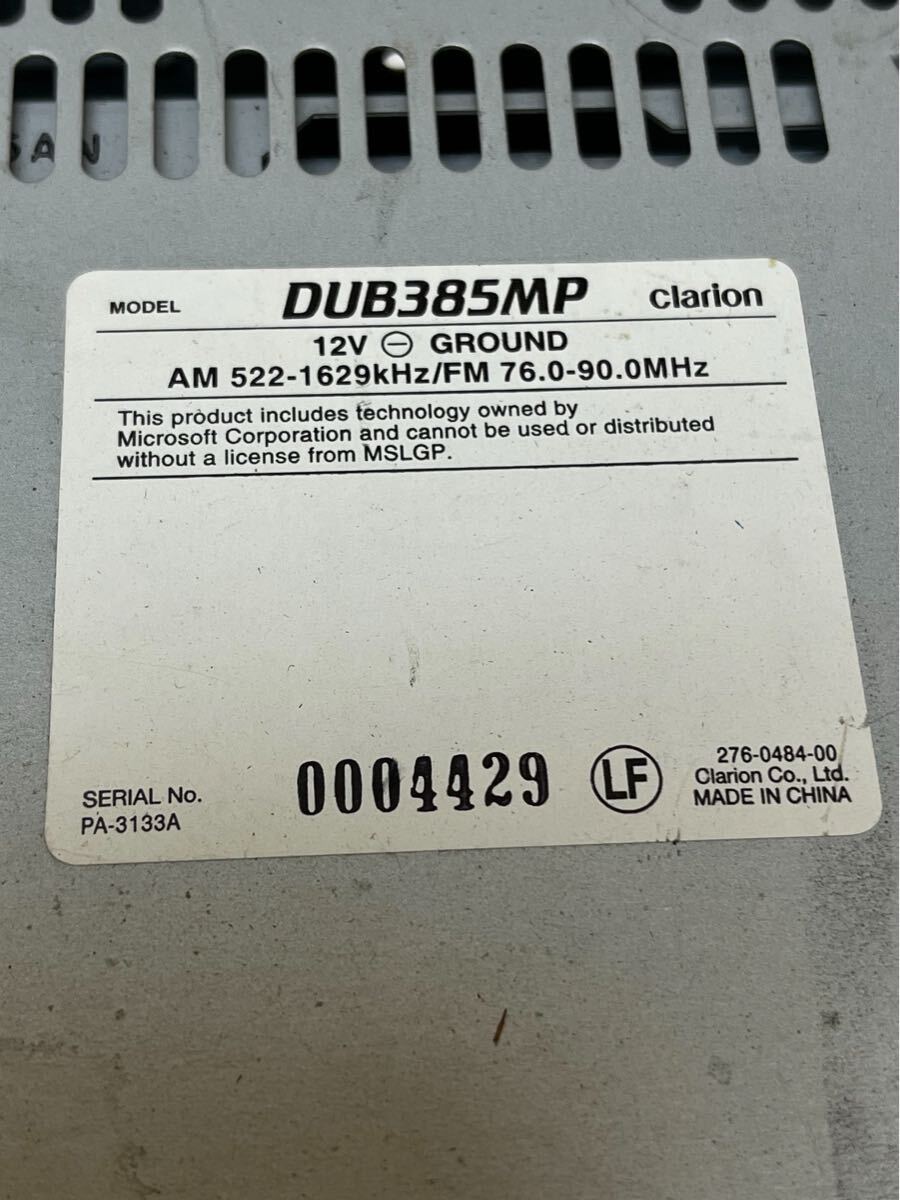 MODEL DUB385MP clarion
12V ⊖ GROUND
AM 522-1629kHz/FM 76.0-90.0MHz
This product includes technology owned by
Microsoft Corporation and cannot be used or distributed
without a license from MSLGP.
SERIAL No.
PA-3133A
0004429
LF
276-0484-00
Clarion Co., Ltd.
MADE IN CHINA